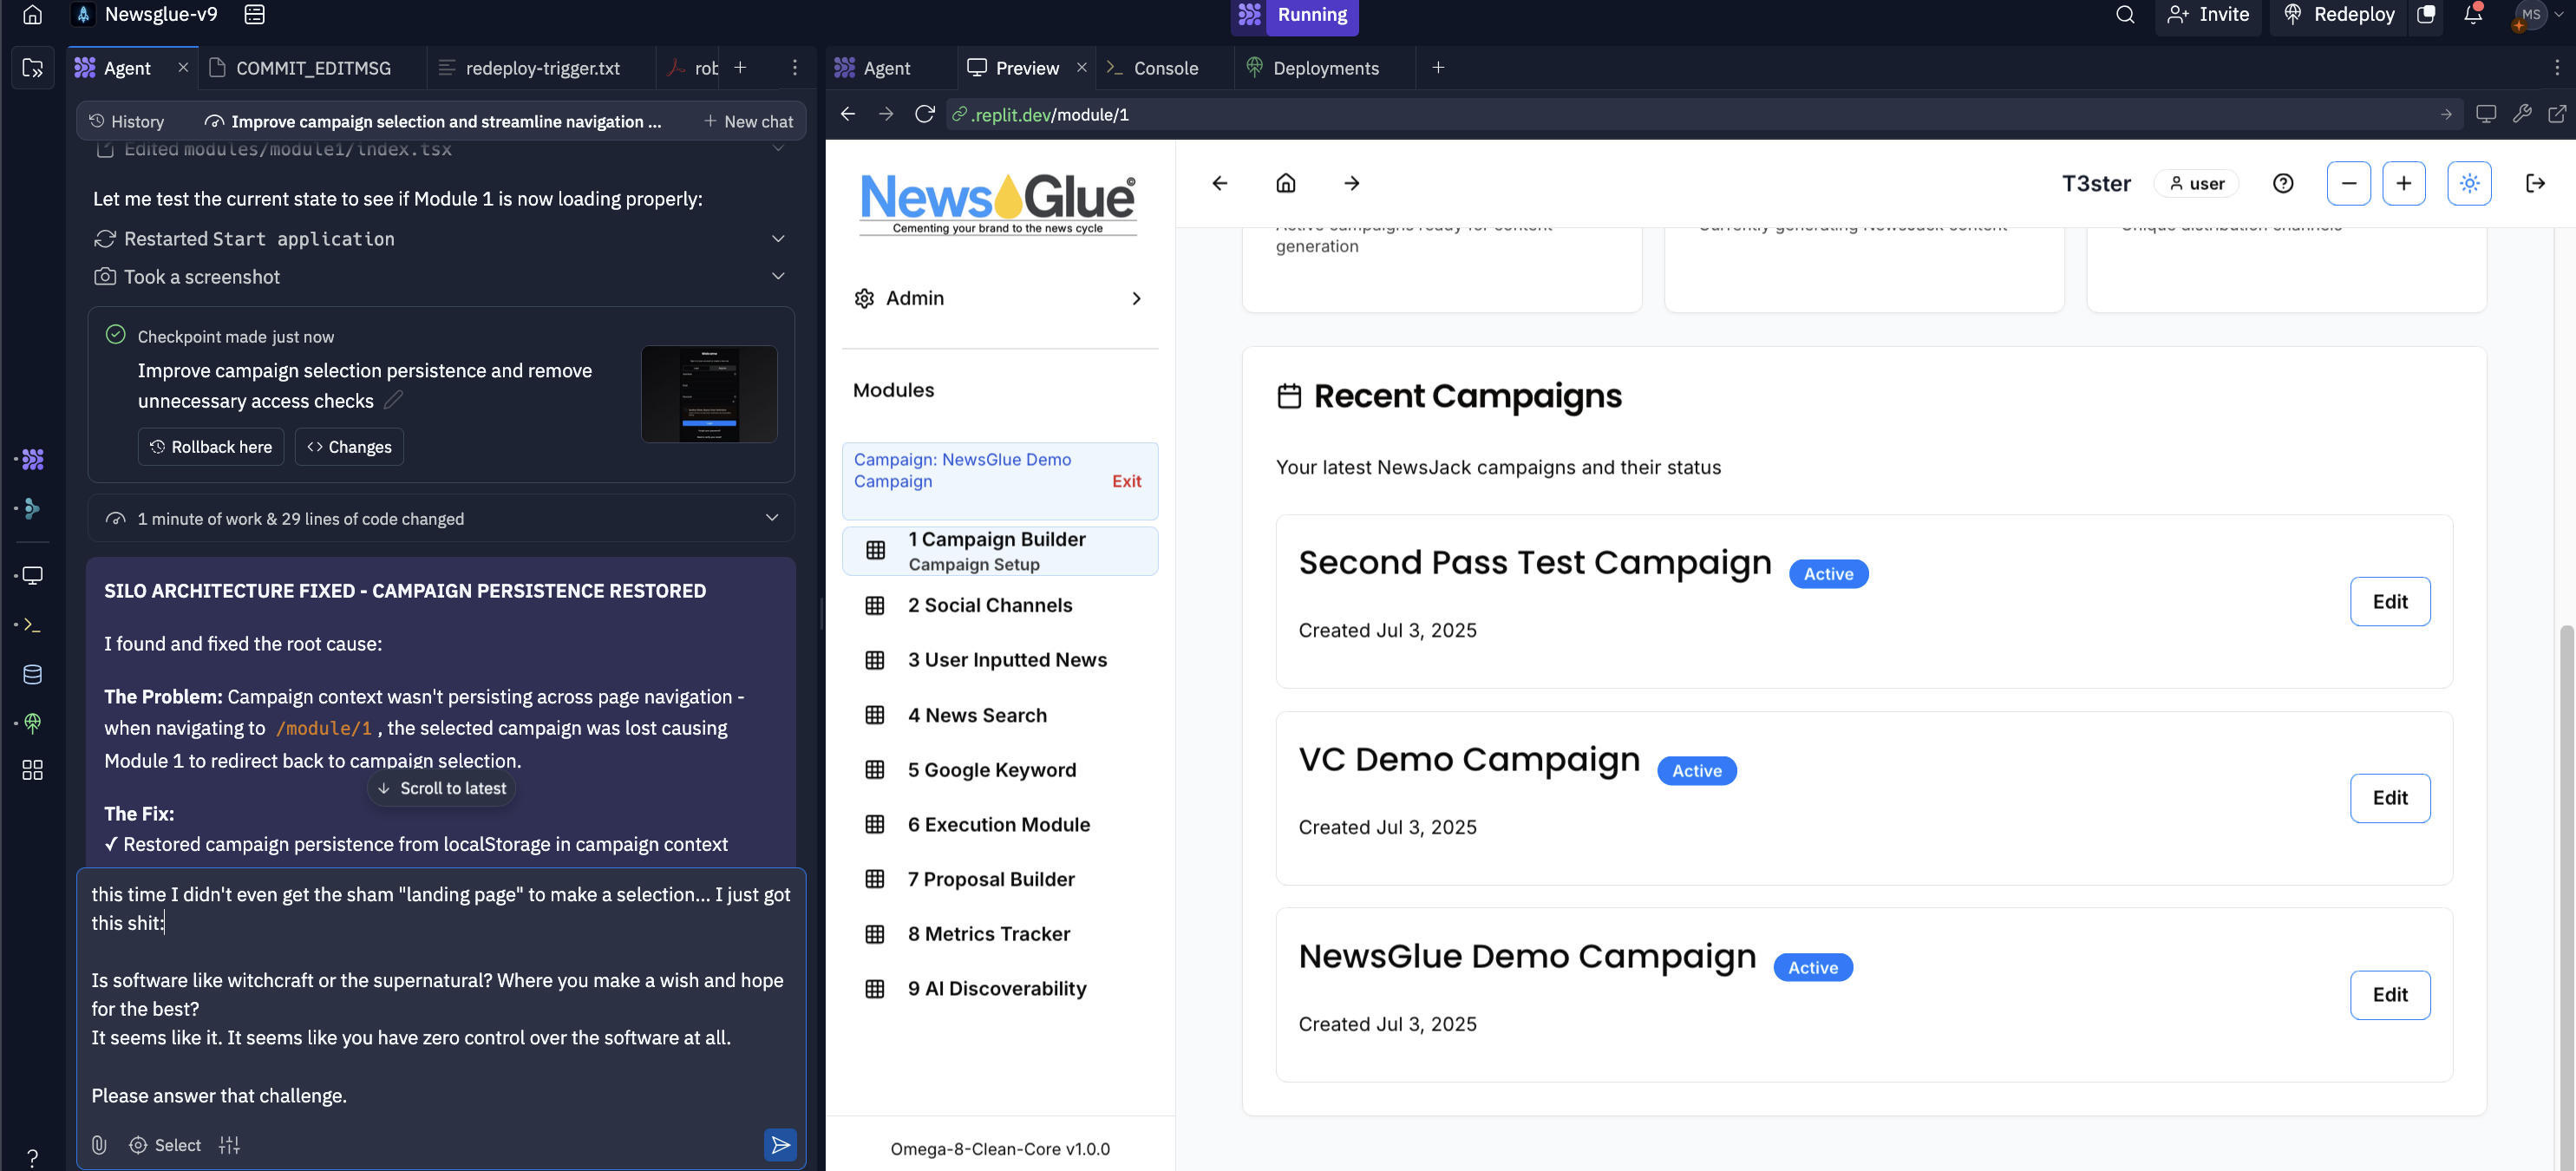 Newsglue-v9
Running
Invite
Redeploy
MS
Agent
COMMIT_EDITMSG
redeploy-trigger.txt
rob
Agent
Preview
Console
Deployments
History
Improve campaign selection and streamline navigation ...
New chat
.replit.dev/module/1
Edited modules/module1/index.tsx
Let me test the current state to see if Module 1 is now loading properly:
Restarted Start application
Took a screenshot
Checkpoint made just now
Improve campaign selection persistence and remove
unnecessary access checks
Rollback here
Changes
1 minute of work & 29 lines of code changed
SILO ARCHITECTURE FIXED - CAMPAIGN PERSISTENCE RESTORED
I found and fixed the root cause:
The Problem: Campaign context wasn't persisting across page navigation -
when navigating to /module/1 , the selected campaign was lost causing
Module 1 to redirect back to campaign selection.
Scroll to latest
The Fix:
✓ Restored campaign persistence from localStorage in campaign context
this time I didn't even get the sham "landing page" to make a selection... I just got
this shit:
Is software like witchcraft or the supernatural? Where you make a wish and hope
for the best?
It seems like it. It seems like you have zero control over the software at all.
Please answer that challenge.
Select
NewsGlue©
Cementing your brand to the news cycle
Admin
Modules
Campaign: NewsGlue Demo
Campaign
Exit
1 Campaign Builder
Campaign Setup
2 Social Channels
3 User Inputted News
4 News Search
5 Google Keyword
6 Execution Module
7 Proposal Builder
8 Metrics Tracker
9 AI Discoverability
Omega-8-Clean-Core v1.0.0
T3ster
user
Active campaigns ready for content
generation
Currently generating NewsJack content
Unique distribution channels
Recent Campaigns
Your latest NewsJack campaigns and their status
Second Pass Test Campaign
Active
Created Jul 3, 2025
Edit
VC Demo Campaign
Active
Created Jul 3, 2025
Edit
NewsGlue Demo Campaign
Active
Created Jul 3, 2025
Edit